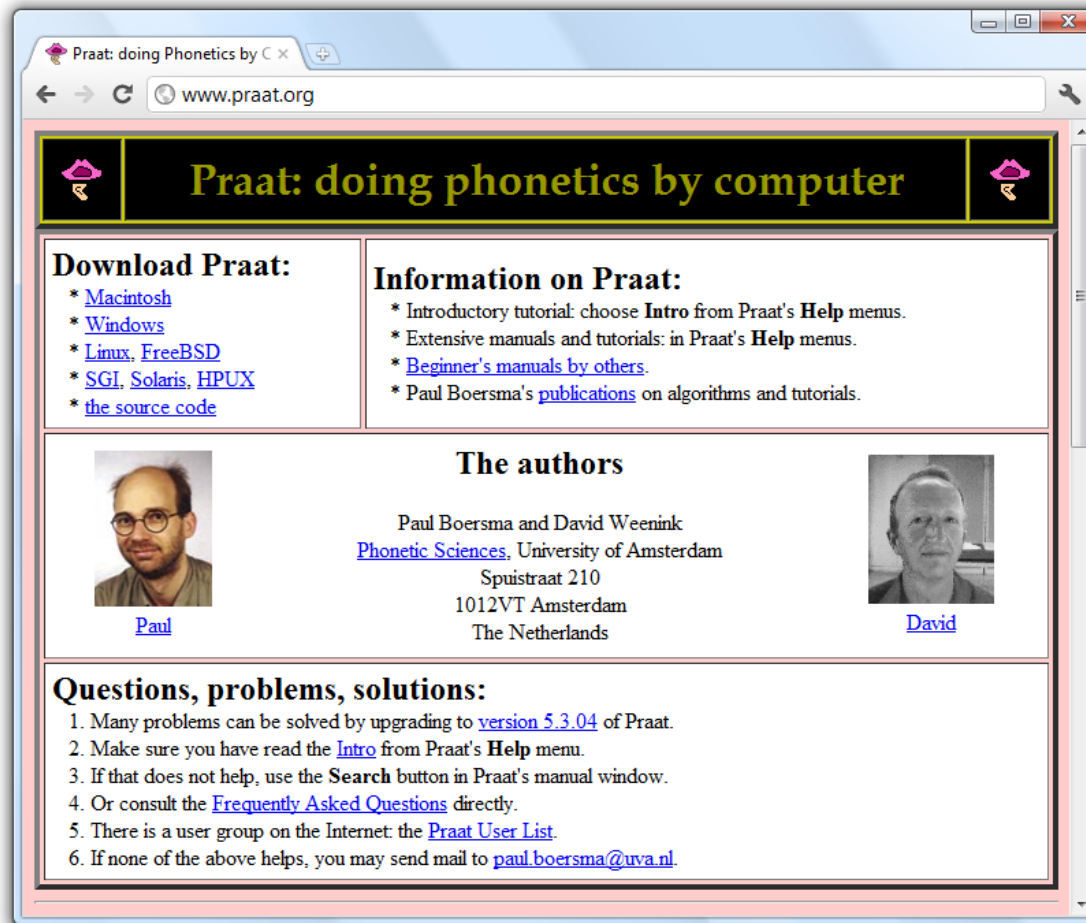 Praat: doing Phonetics by C
www.praat.org
Praat: doing phonetics by computer
Download Praat:
* Macintosh
* Windows
* Linux, FreeBSD
* SGI, Solaris, HPUX
* the source code
Information on Praat:
* Introductory tutorial: choose Intro from Praat's Help menus.
* Extensive manuals and tutorials: in Praat's Help menus.
* Beginner's manuals by others.
* Paul Boersma's publications on algorithms and tutorials.
The authors
Paul Boersma and David Weenink
Phonetic Sciences, University of Amsterdam
Spuistraat 210
1012VT Amsterdam
The Netherlands
Paul
David
Questions, problems, solutions:
1. Many problems can be solved by upgrading to version 5.3.04 of Praat.
2. Make sure you have read the Intro from Praat's Help menu.
3. If that does not help, use the Search button in Praat's manual window.
4. Or consult the Frequently Asked Questions directly.
5. There is a user group on the Internet: the Praat User List.
6. If none of the above helps, you may send mail to paul.boersma@uva.nl.